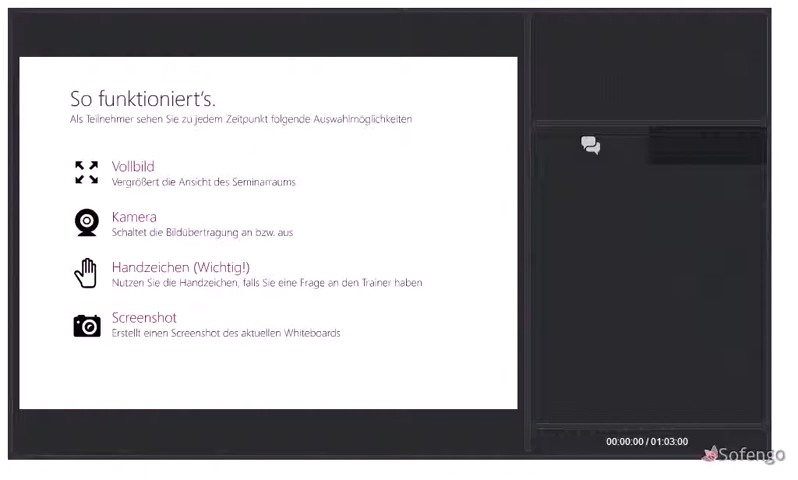 So funktioniert's.
Als Teilnehmer sehen Sie zu jedem Zeitpunkt folgende Auswahlmöglichkeiten
Vollbild
Vergrößert die Ansicht des Seminarraums
Kamera
Schaltet die Bildübertragung an bzw. aus
Handzeichen (Wichtig!)
Nutzen Sie die Handzeichen, falls Sie eine Frage an den Trainer haben
Screenshot
Erstellt einen Screenshot des aktuellen Whiteboards
00:00:00 / 01:03:00
Sofengo